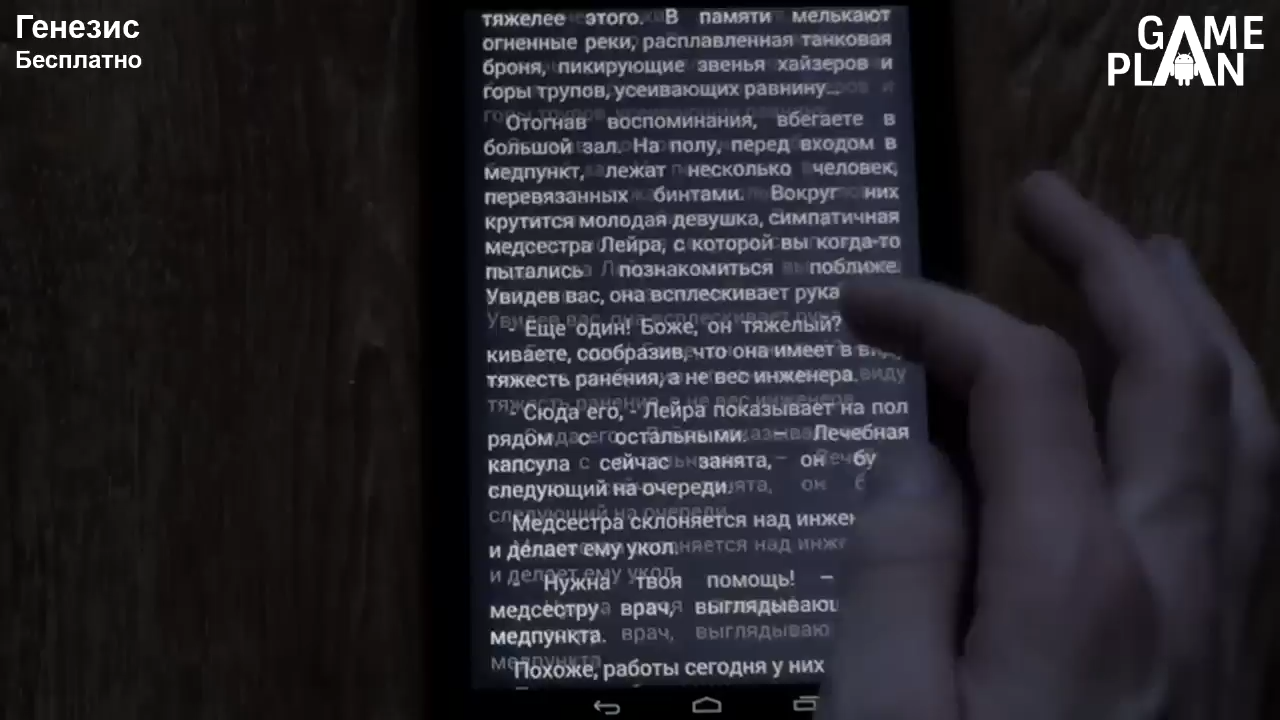 Генезис
Бесплатно
GAME
PLAN
тяжелее этого. В памяти мелькают
огненные реки, расплавленная танковая
броня, пикирующие звенья хайзеров и
горы трупов, усеивающих равнину...
Отогнав воспоминания, вбегаете в
большой зал. На полу, перед входом в
медпункт, лежат несколько человек,
перевязанных бинтами. Вокруг них
крутится молодая девушка, симпатичная
медсестра Лейра, с которой вы когда-то
пытались познакомиться поближе.
Увидев вас, она всплескивает рука
- Еще один! Боже, он тяжелый?
киваете, сообразив, что она имеет в виду
тяжесть ранения, а не вес инженера.
- Сюда его, - Лейра показывает на пол
рядом с остальными. – Лечебная
капсула сейчас занята, он бу
следующий на очереди.
Медсестра склоняется над инже
и делает ему укол.
- Нужна твоя помощь! –
медсестру врач, выглядывающ
медпункта.
Похоже, работы сегодня у них